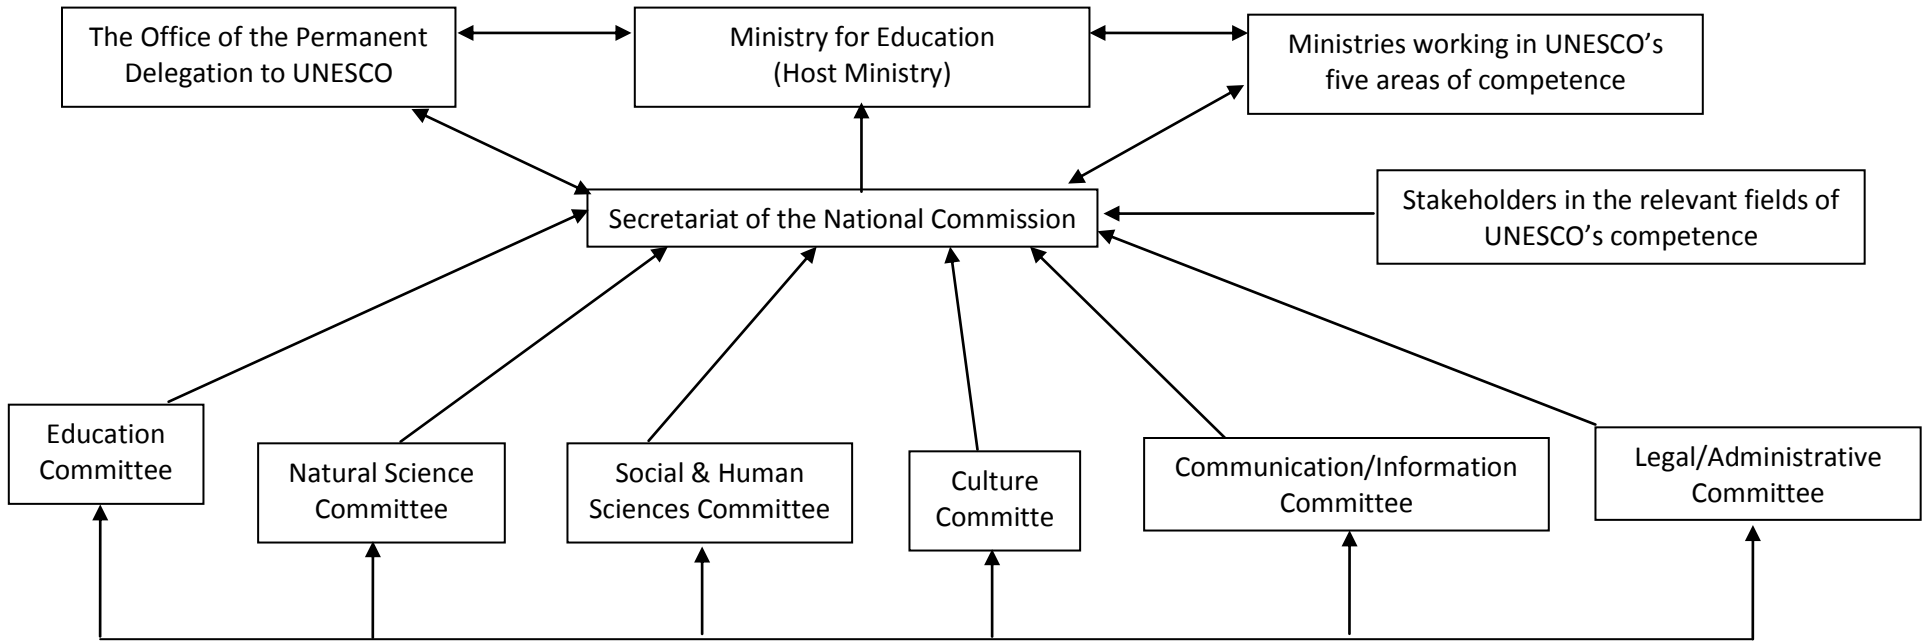 The Office of the Permanent
Delegation to UNESCO
Ministry for Education
(Host Ministry)
Ministries working in UNESCO’s
five areas of competence
Secretariat of the National Commission
Stakeholders in the relevant fields of
UNESCO’s competence
Education
Committee
Natural Science
Committee
Social & Human
Sciences Committee
Culture
Committe
Communication/Information
Committee
Legal/Administrative
Committee